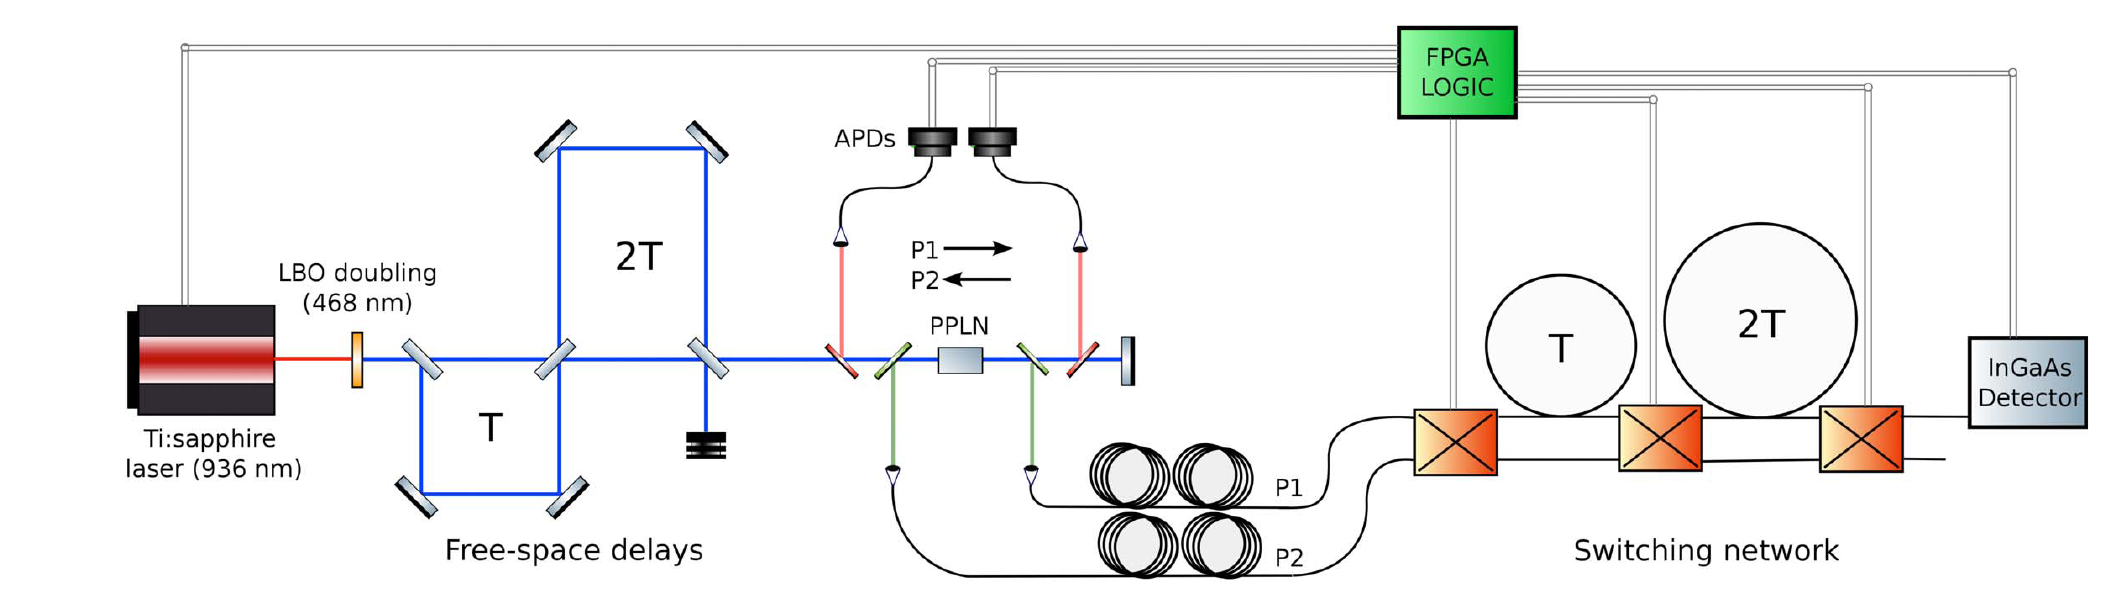 FPGA
LOGIC
APDs
2T
P1
P2
LBO doubling
(468 nm)
PPLN
T
2T
T
InGaAs
Detector
Ti:sapphire
laser (936 nm)
P1
Free-space delays
P2
Switching network